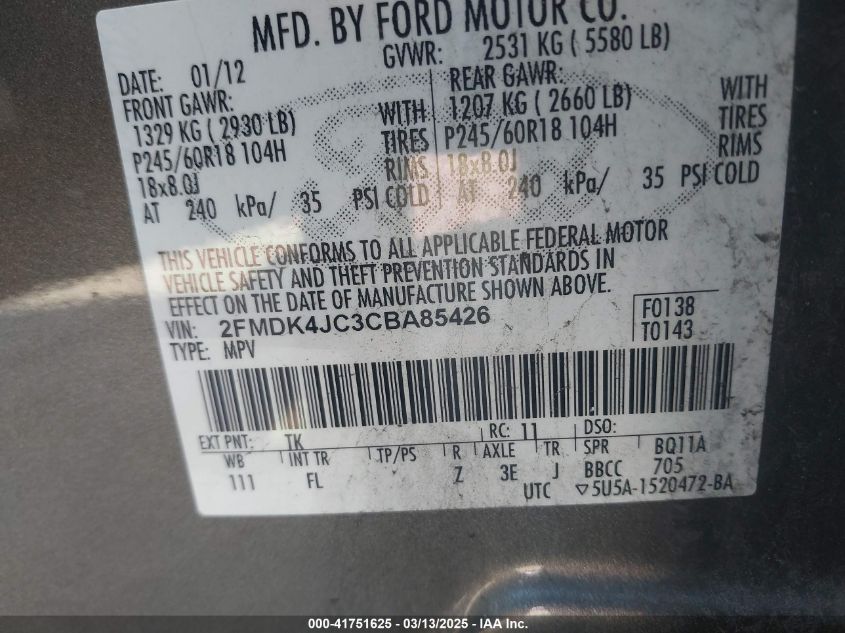 MFD. BY FORD MOTOR CO.
DATE: 01/12 GVWR: 2531 KG ( 5580 LB)
FRONT GAWR: REAR GAWR:
1329 KG ( 2930 LB) WITH 1207 KG ( 2660 LB) WITH
P245/60R18 104H TIRES P245/60R18 104H TIRES
18x8.0J RIMS 18x8.0J RIMS
AT 240 kPa/ 35 PSI COLD AT 240 kPa/ 35 PSI COLD
THIS VEHICLE CONFORMS TO ALL APPLICABLE FEDERAL MOTOR
VEHICLE SAFETY AND THEFT PREVENTION STANDARDS IN
EFFECT ON THE DATE OF MANUFACTURE SHOWN ABOVE.
VIN: 2FMDK4JC3CBA85426 F0138
TYPE: MPV T0143
EXT PNT: TK RC: 11 DSO:
WB INT TR TP/PS R AXLE TR SPR BQ11A
111 FL Z 3E J BBCC 705
UTC ▽5U5A-1520472-BA
000-41751625 - 03/13/2025 - IAA Inc.